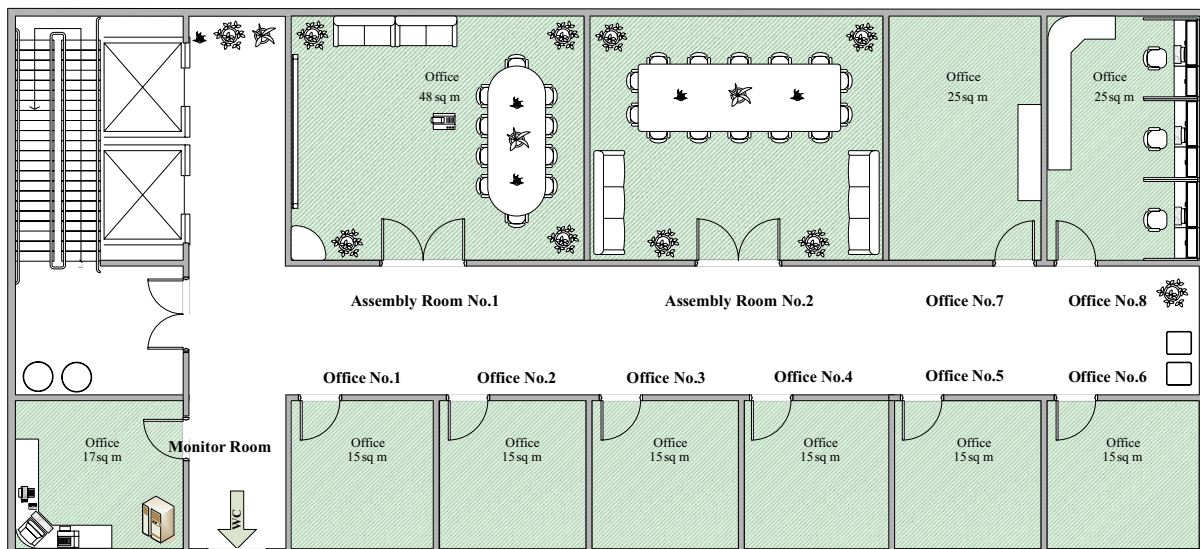 Office
48 sq m
Office
25sq m
Office
25sq m
Assembly Room No.1
Assembly Room No.2
Office No.7
Office No.8
Office No.1
Office No.2
Office No.3
Office No.4
Office No.5
Office No.6
Office
17sq m
Monitor Room
Office
15sq m
Office
15sq m
Office
15sq m
Office
15sq m
Office
15sq m
Office
15sq m
WC